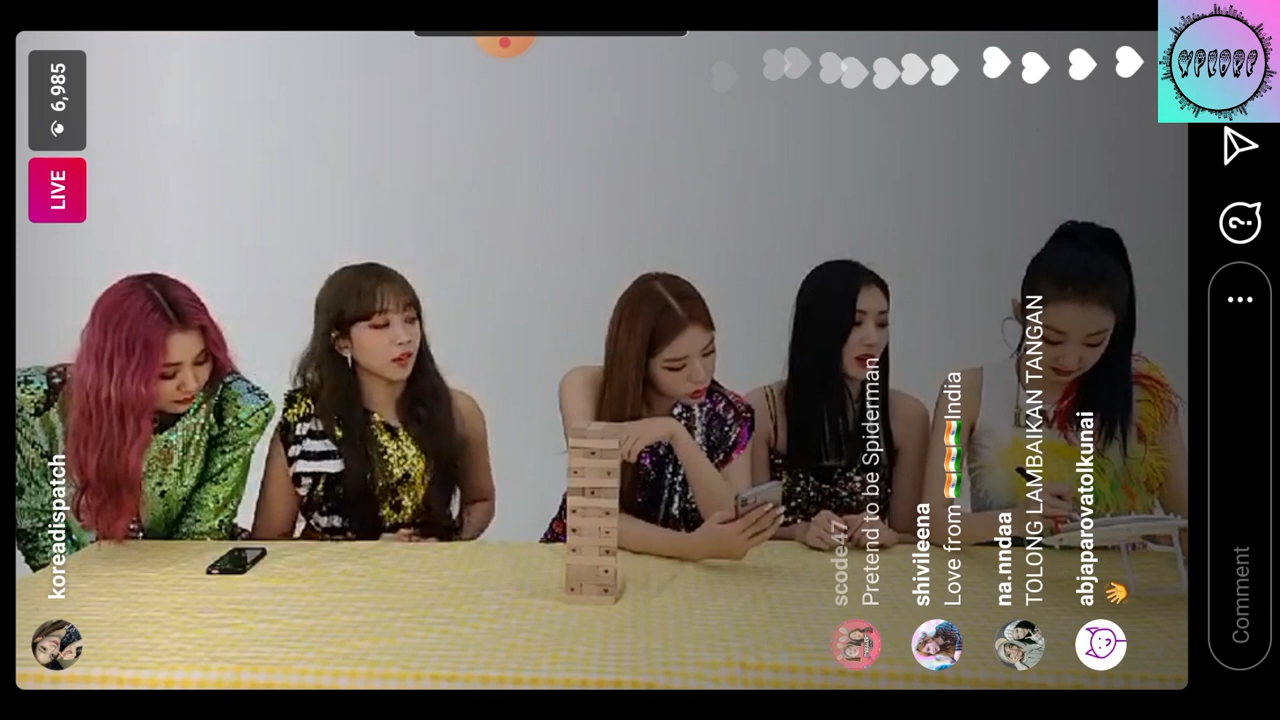 koreadispatch
LIVE
6,985
scode47
Pretend to be Spiderman
shivileena
Love from 🇮🇳🇮🇳🇮🇳India
na.nndaa
TOLONG LAMBAIKAN TANGAN
abjaparovatolkunai
👋
Comment
XPLORE